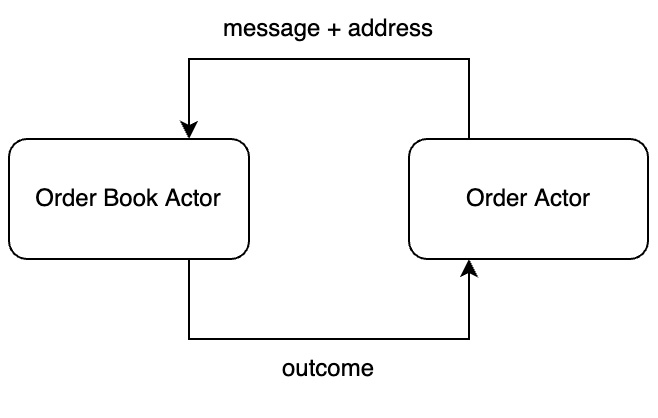 message + address
Order Book Actor
Order Actor
outcome